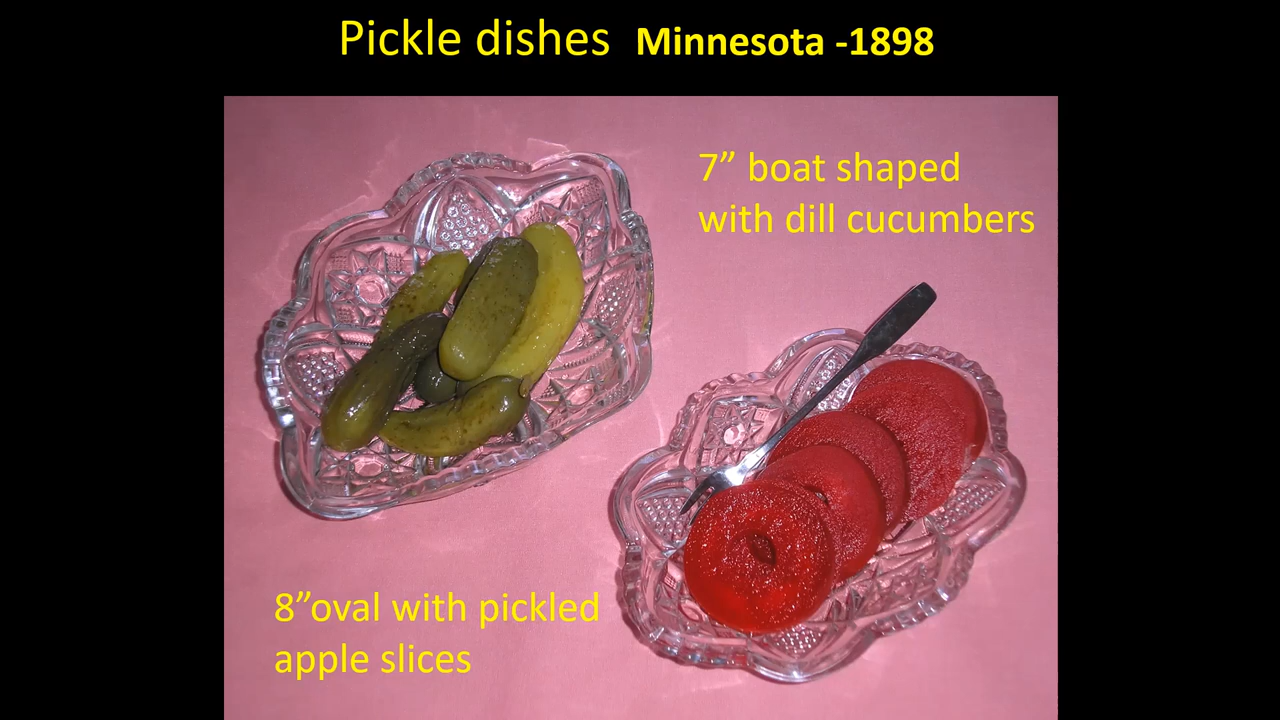 Pickle dishes Minnesota -1898
7” boat shaped
with dill cucumbers
8”oval with pickled
apple slices